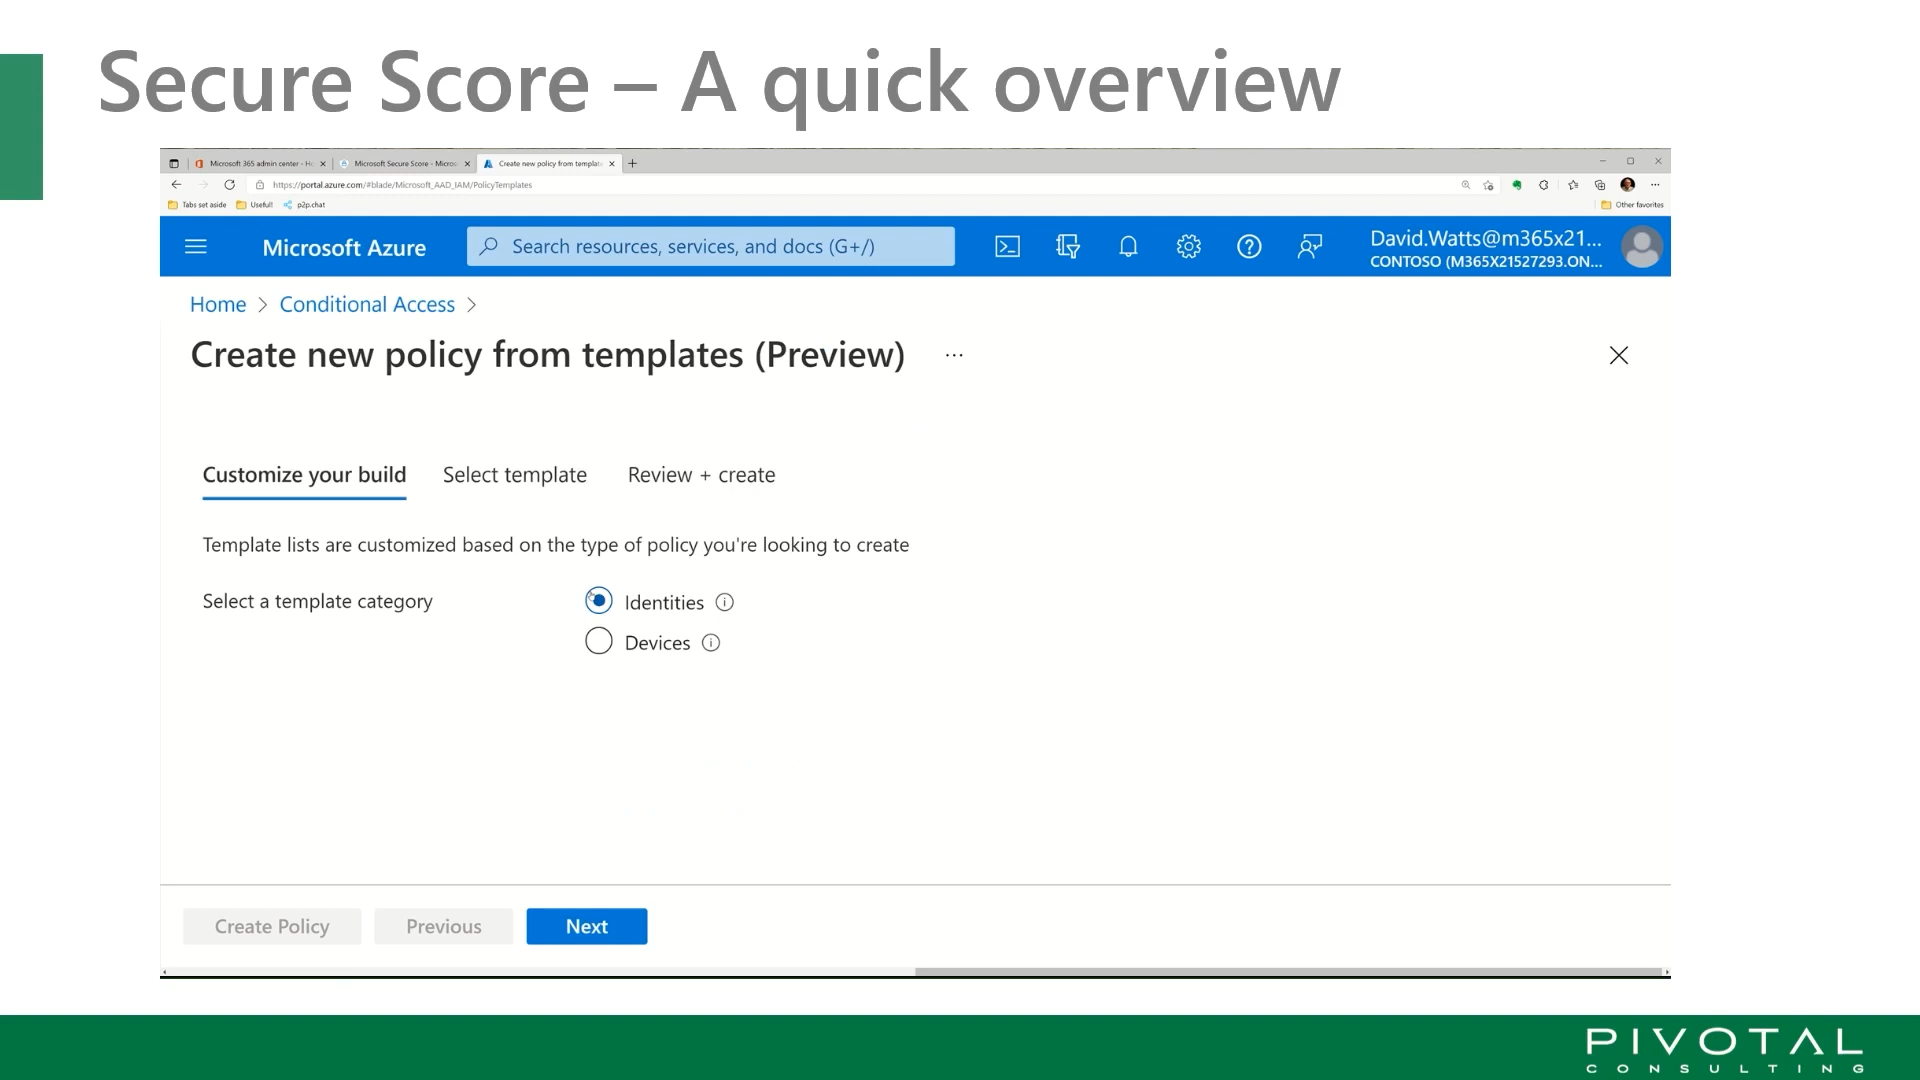 Secure Score – A quick overview
Microsoft 365 admin center - Ho
Microsoft Secure Score - Micros
Create new policy from templat
https://portal.azure.com/#blade/Microsoft_AAD_IAM/PolicyTemplates
Tabs set aside
Useful!
p2p.chat
Other favorites
Microsoft Azure
Search resources, services, and docs (G+/)
David.Watts@m365x21...
CONTOSO (M365X21527293.ON...
Home > Conditional Access >
Create new policy from templates (Preview) ...
Customize your build
Select template
Review + create
Template lists are customized based on the type of policy you're looking to create
Select a template category
Identities
Devices
Create Policy
Previous
Next
PIVOTAL
CONSULTING